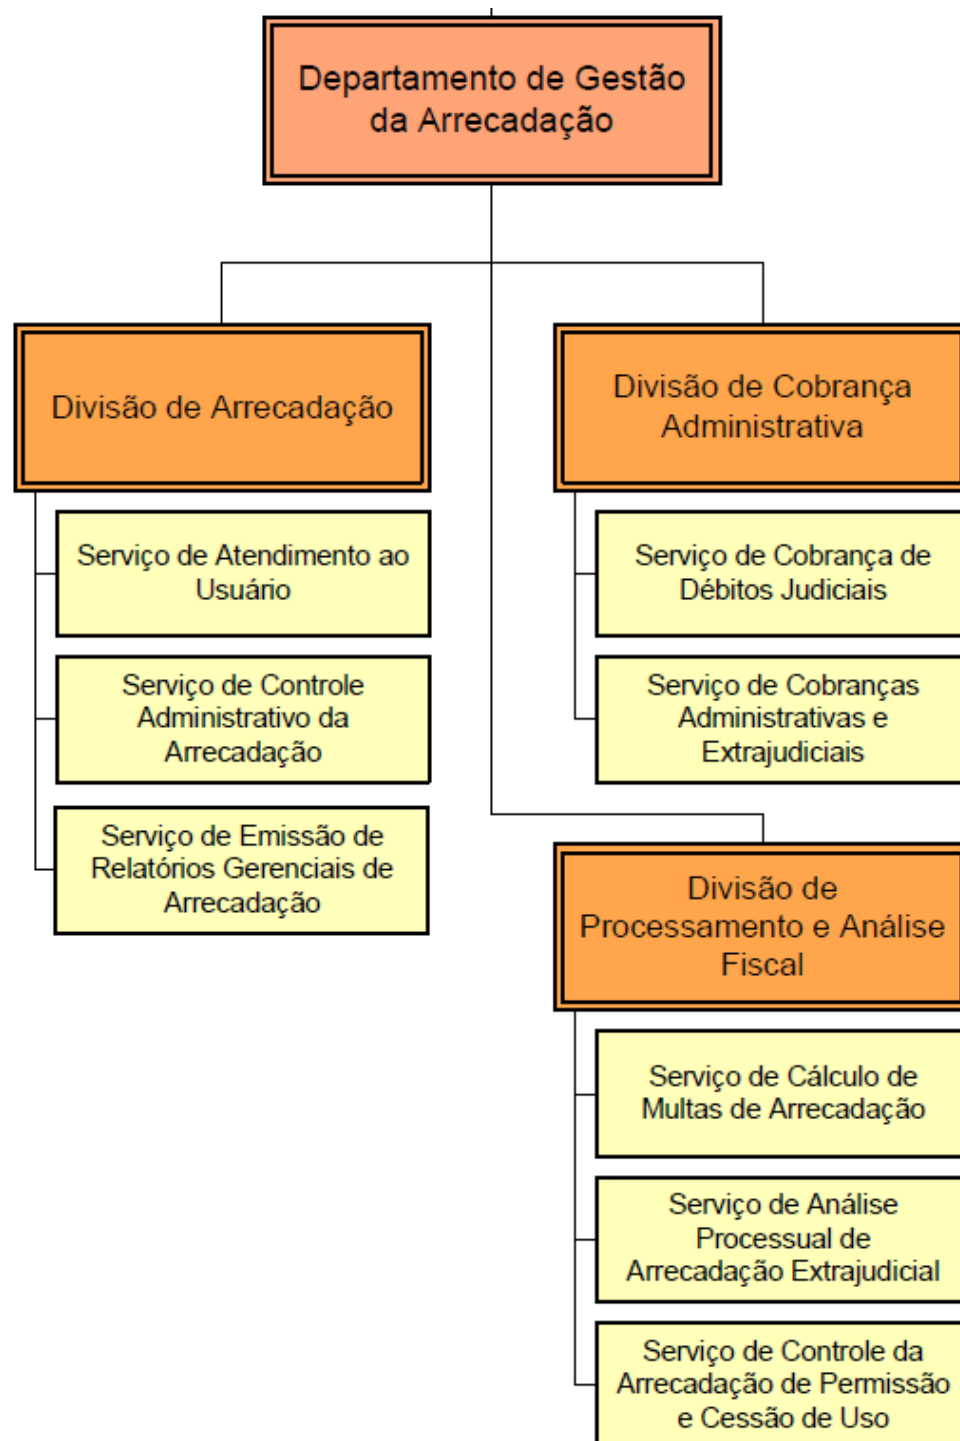 Departamento de Gestão
da Arrecadação
Divisão de Arrecadação
Serviço de Atendimento ao
Usuário
Serviço de Controle
Administrativo da
Arrecadação
Serviço de Emissão de
Relatórios Gerenciais de
Arrecadação
Divisão de Cobrança
Administrativa
Serviço de Cobrança de
Débitos Judiciais
Serviço de Cobranças
Administrativas e
Extrajudiciais
Divisão de
Processamento e Análise
Fiscal
Serviço de Cálculo de
Multas de Arrecadação
Serviço de Análise
Processual de
Arrecadação Extrajudicial
Serviço de Controle da
Arrecadação de Permissão
e Cessão de Uso